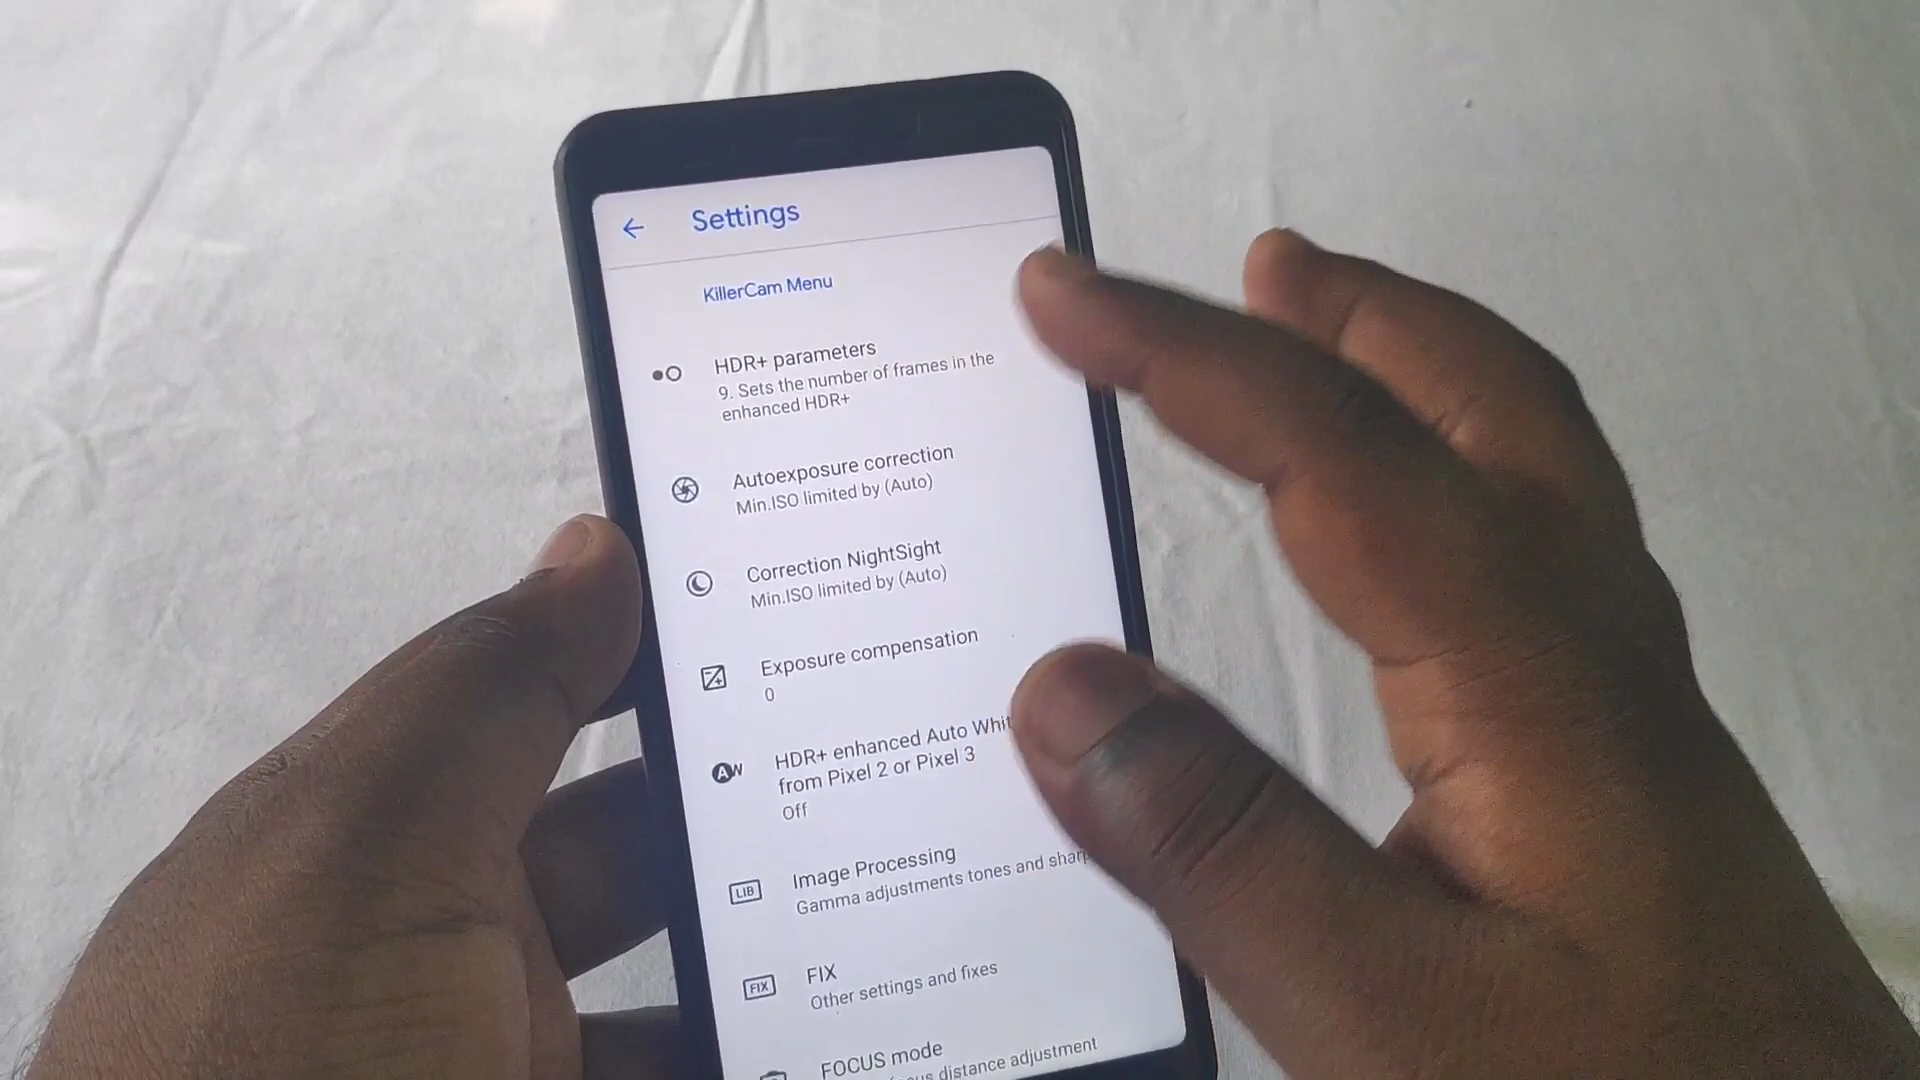 Settings
KillerCam Menu
HDR+ parameters
9. Sets the number of frames in the
enhanced HDR+
Autoexposure correction
Min.ISO limited by (Auto)
Correction NightSight
Min.ISO limited by (Auto)
Exposure compensation
0
AW
HDR+ enhanced Auto
from Pixel 2 or Pixel 3
Off
LIB
Image Processing
Gamma adjustments tones and
FIX
FIX
Other settings and fixes
FOCUS mode
distance adjustment